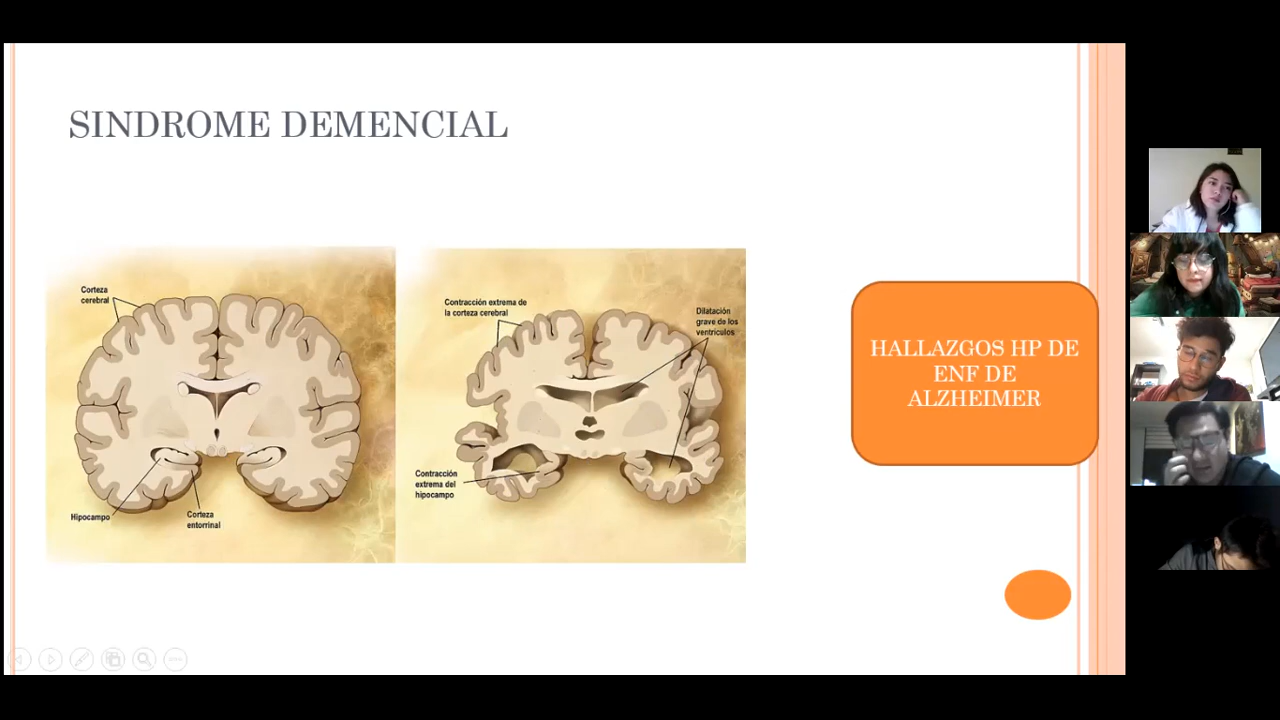 SINDROME DEMENCIAL
Corteza
cerebral
Hipocampo
Corteza
entorrinal
Contracción extrema de
la corteza cerebral
Dilatación
grave de los
ventrículos
Contracción
extrema del
hipocampo
HALLAZGOS HP DE
ENF DE
ALZHEIMER